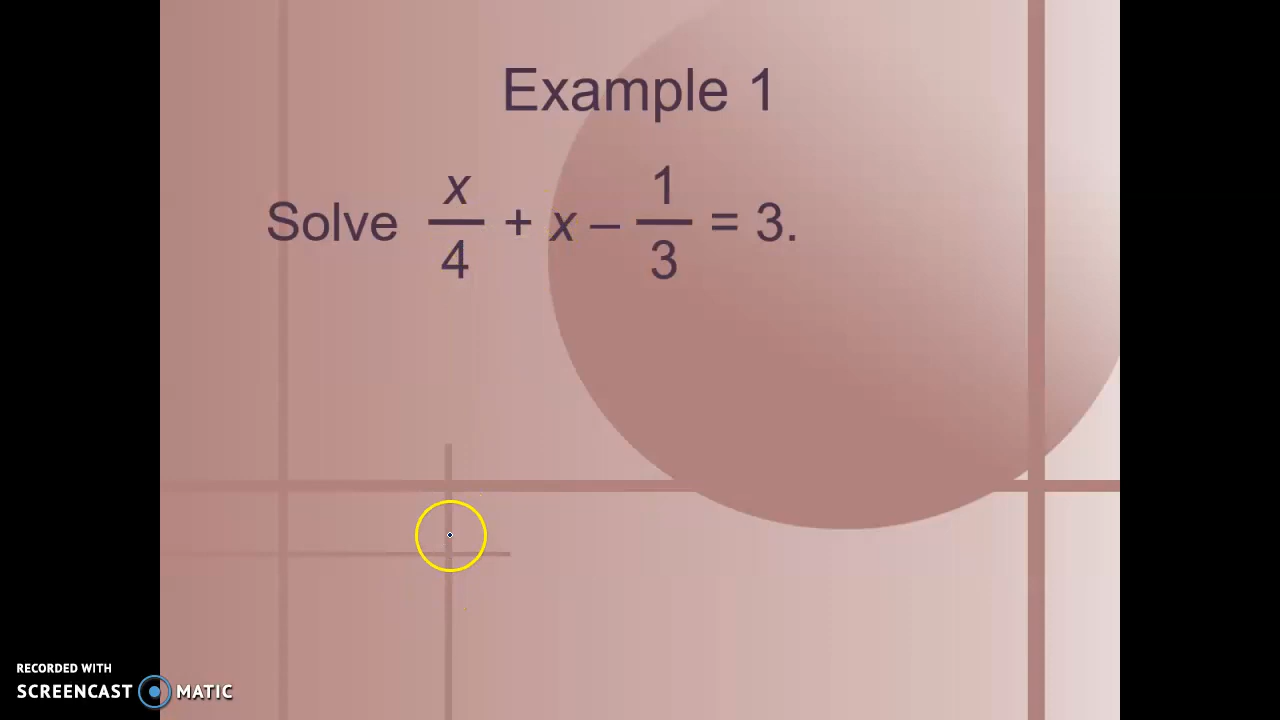 Example 1
Solve x/4 + x – 1/3 = 3.
RECORDED WITH
SCREENCAST MATIC